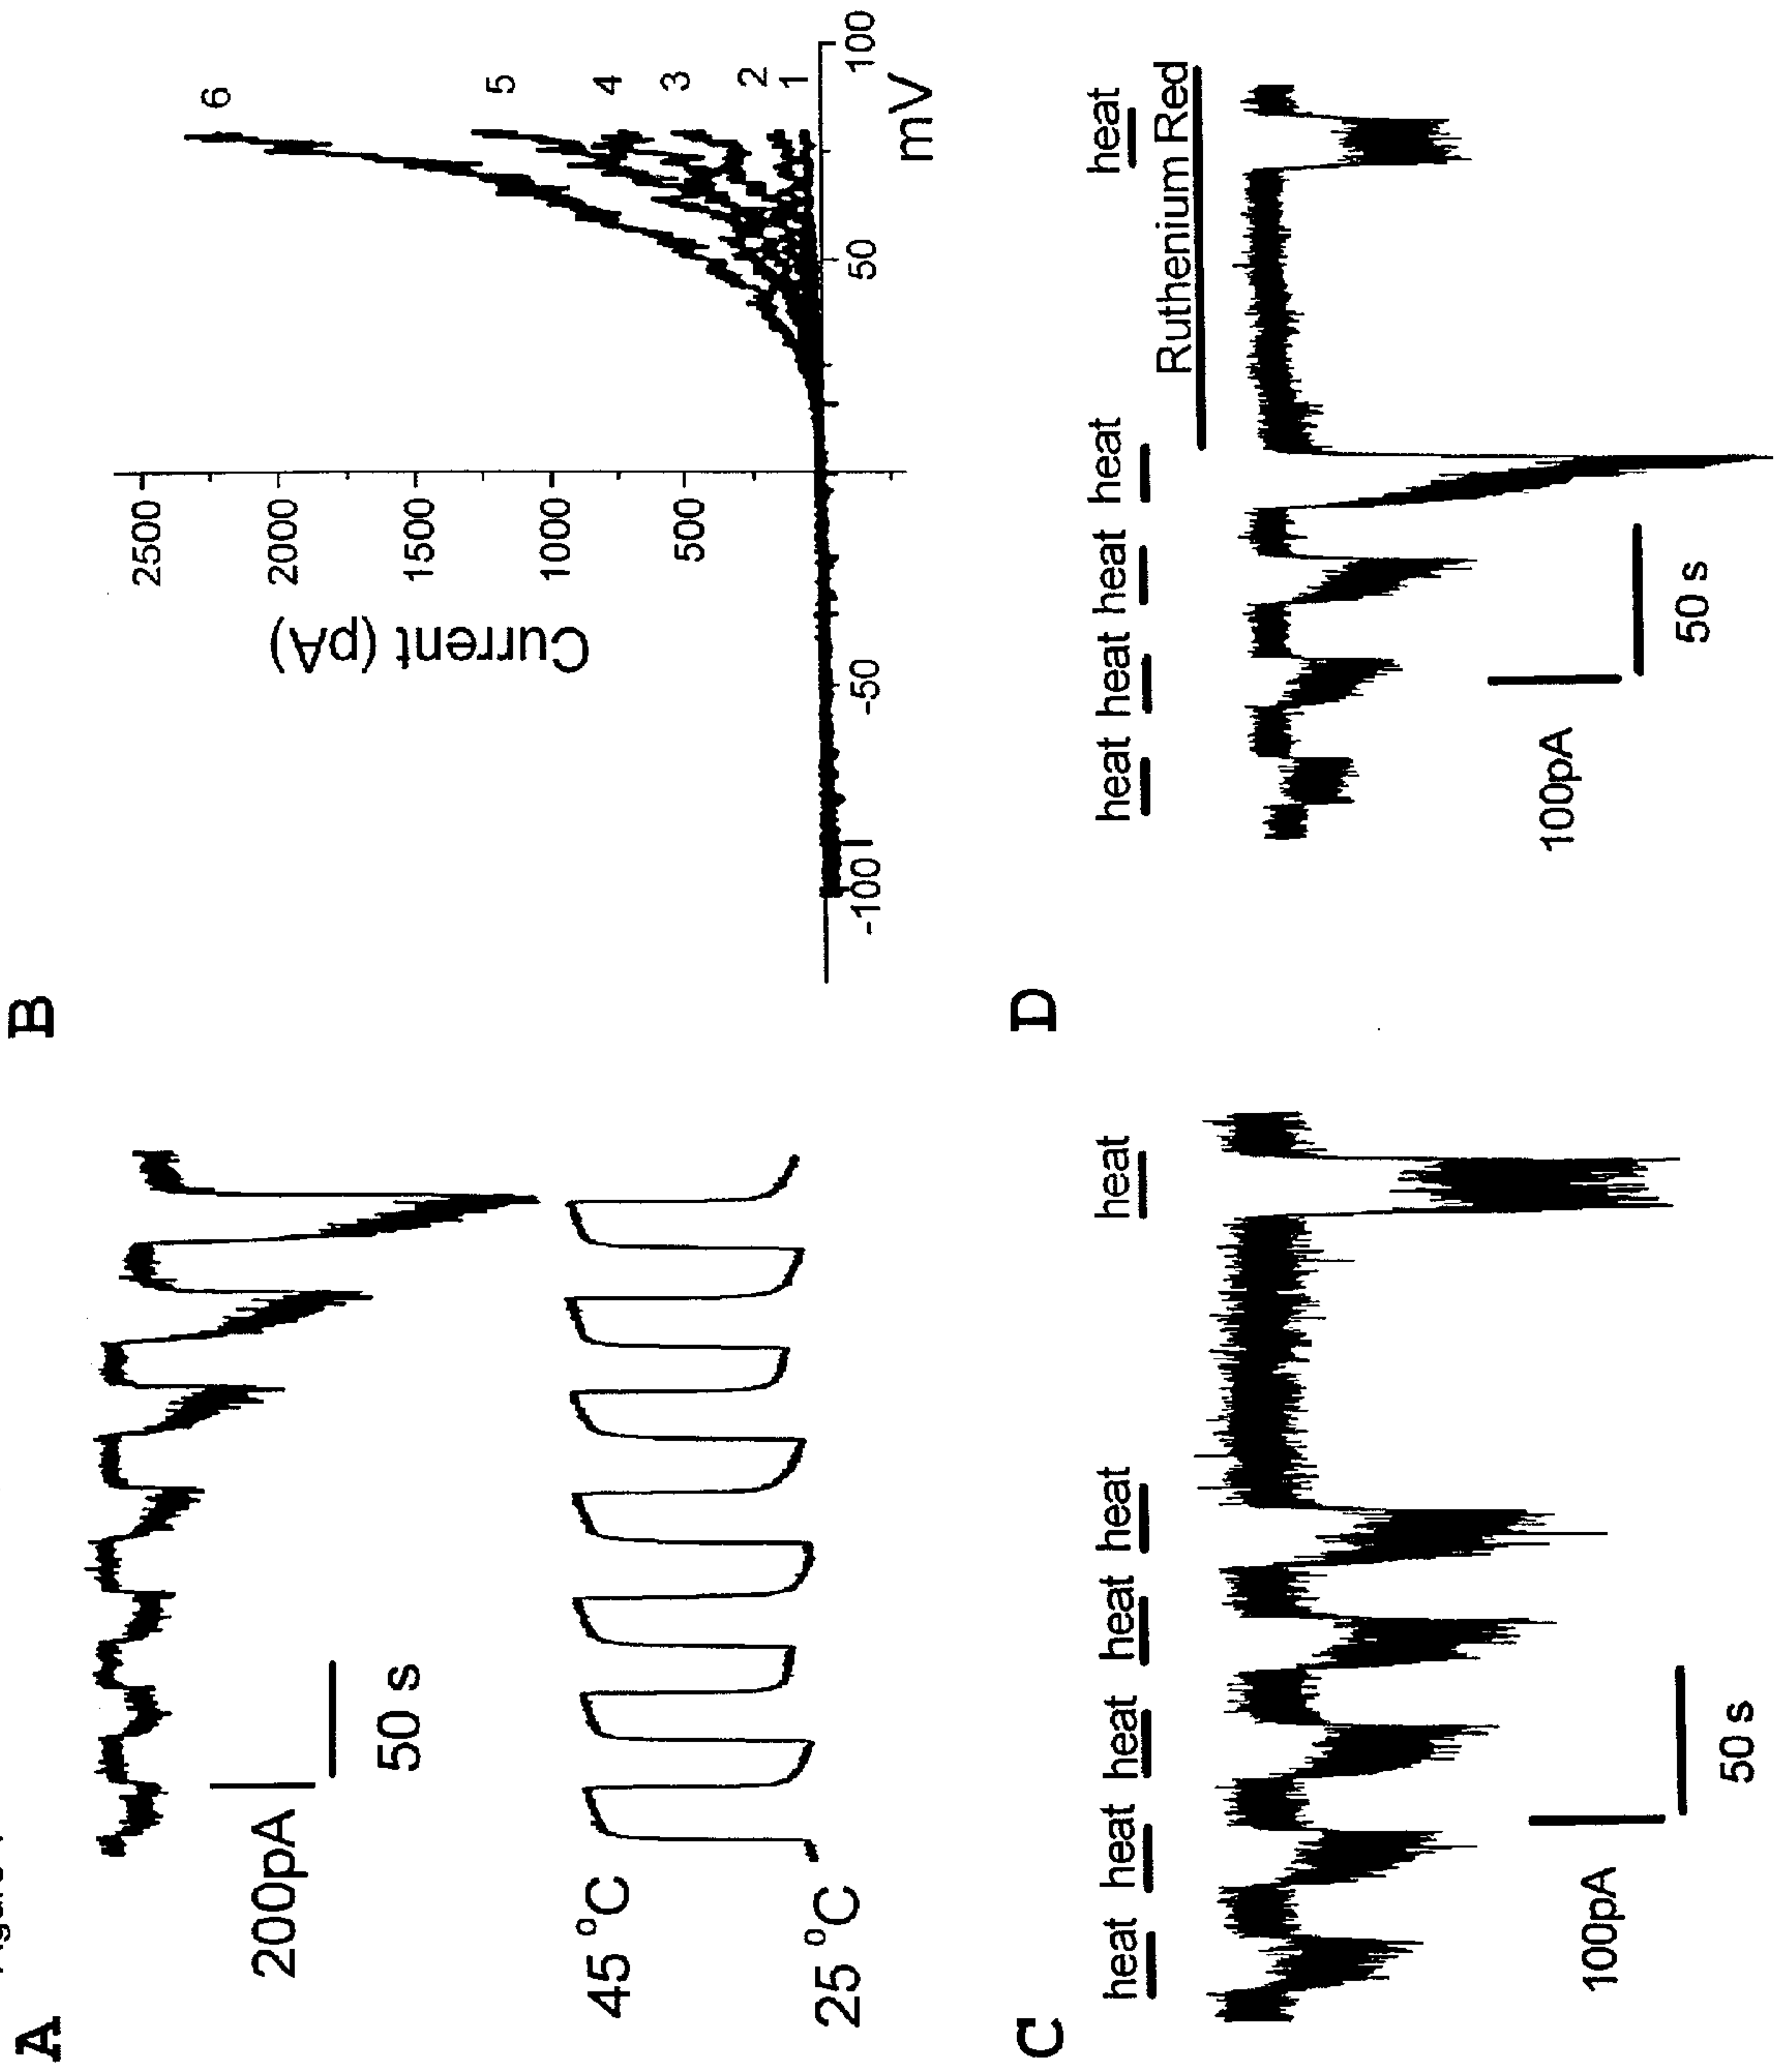 A
200pA
50 s
45 °C
25 °C
B
Current (pA)
2500
2000
1500
1000
500
-100
-50
50
100
mV
6
5
4
3
2
1
C
heat heat heat heat heat heat
100pA
50 s
D
heat heat heat heat heat
Ruthenium Red
100pA
50 s